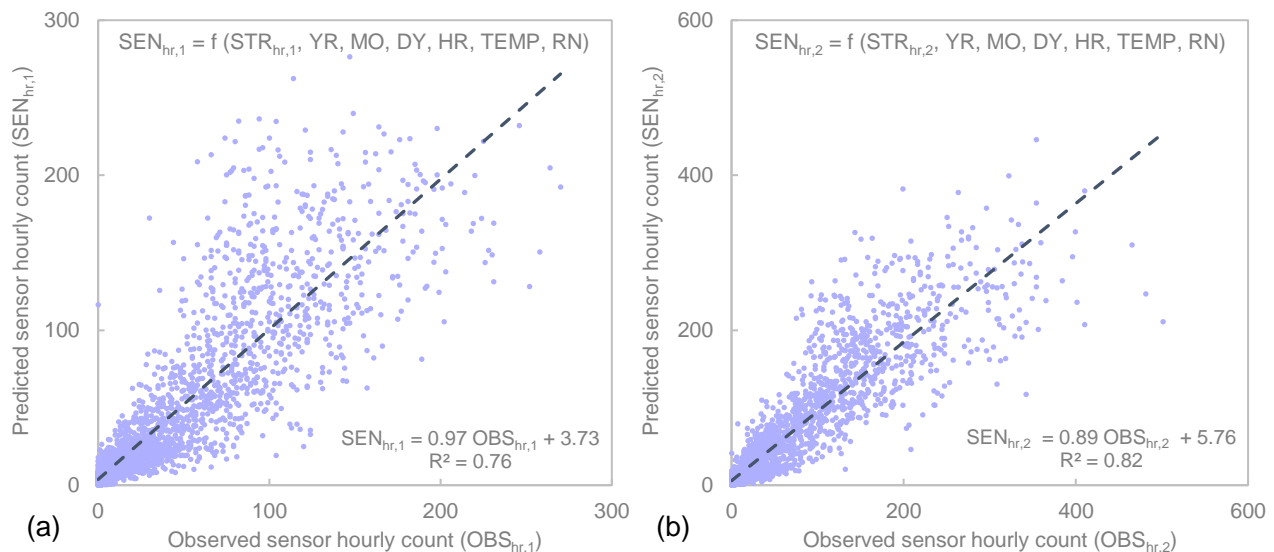 SEN_hr,1 = f (STR_hr,1, YR, MO, DY, HR, TEMP, RN)
Predicted sensor hourly count (SEN_hr,1)
300
200
100
0
SEN_hr,1 = 0.97 OBS_hr,1 + 3.73
R² = 0.76
0 100 200 300
(a)
Observed sensor hourly count (OBS_hr,1)
SEN_hr,2 = f (STR_hr,2, YR, MO, DY, HR, TEMP, RN)
Predicted sensor hourly count (SEN_hr,2)
600
400
200
0
SEN_hr,2 = 0.89 OBS_hr,2 + 5.76
R² = 0.82
0 200 400 600
(b)
Observed sensor hourly count (OBS_hr,2)